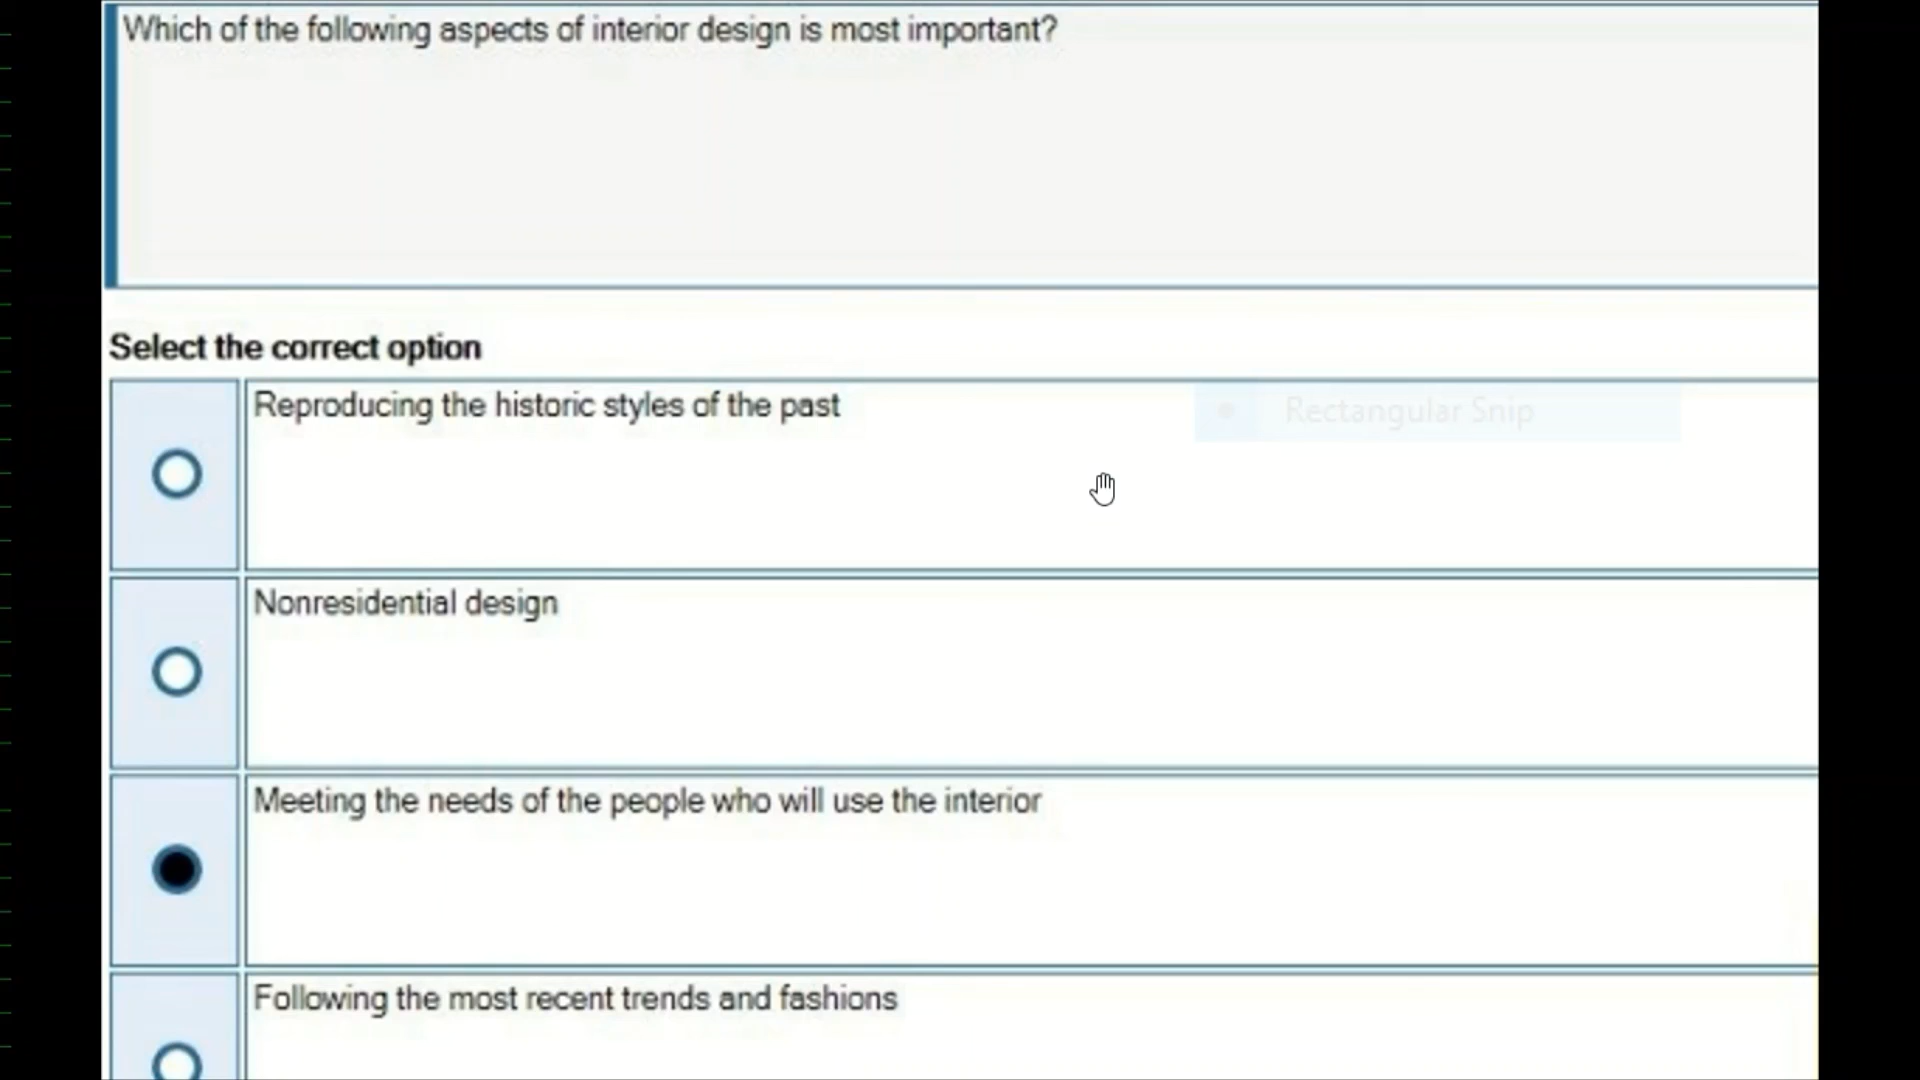 Which of the following aspects of interior design is most important?
Select the correct option
Reproducing the historic styles of the past
Rectangular Snip
Nonresidential design
Meeting the needs of the people who will use the interior
Following the most recent trends and fashions